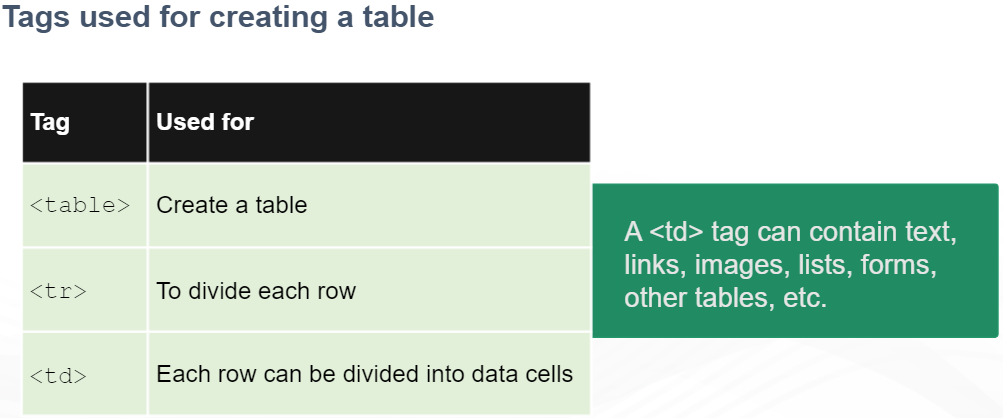 Tags used for creating a table
Tag Used for
<table> Create a table
<tr> To divide each row
<td> Each row can be divided into data cells
A <td> tag can contain text,
links, images, lists, forms,
other tables, etc.